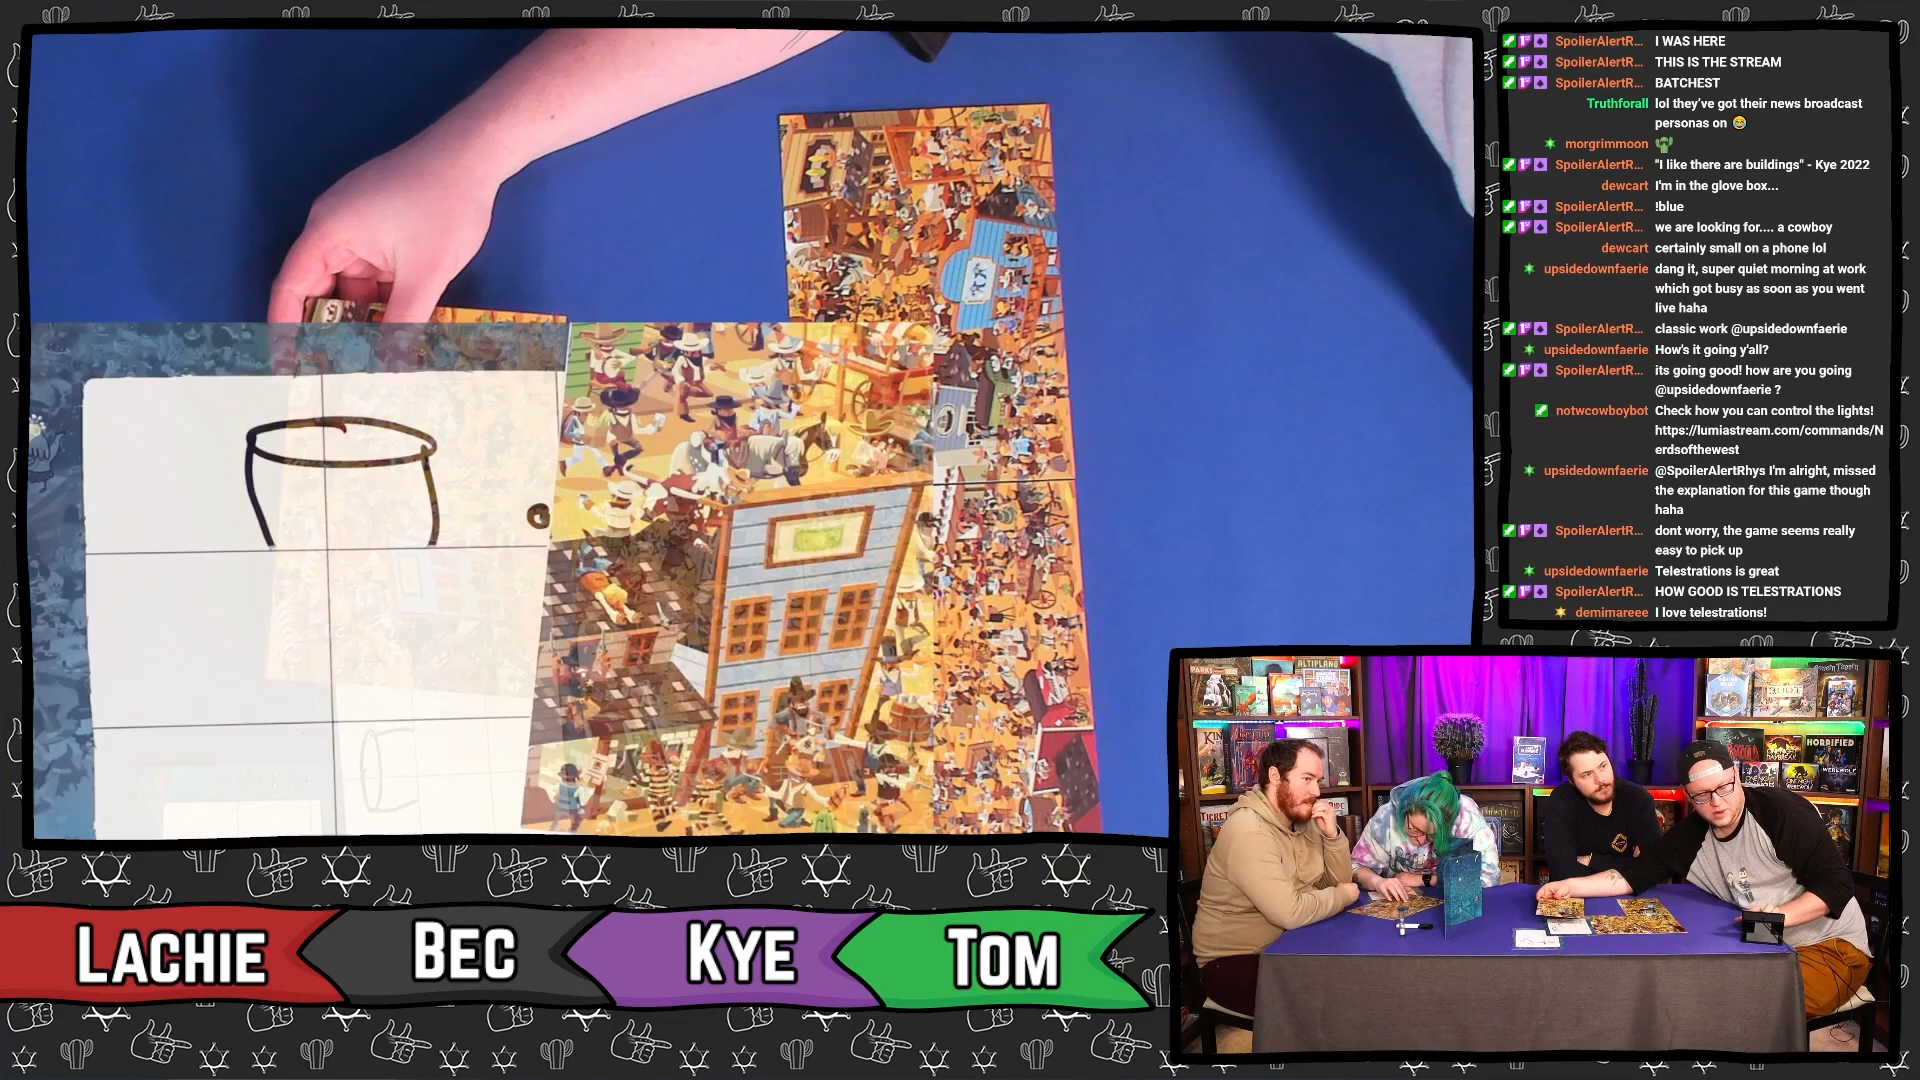 SpoilerAlertR... I WAS HERE
SpoilerAlertR... THIS IS THE STREAM
SpoilerAlertR... BATCHEST
Truthforall lol they've got their news broadcast
personas on 😂
morgrimmoon
SpoilerAlertR... "I like there are buildings" - Kye 2022
dewcart I'm in the glove box...
SpoilerAlertR... !blue
SpoilerAlertR... we are looking for.... a cowboy
dewcart certainly small on a phone lol
upsidedownfaerie dang it, super quiet morning at work
which got busy as soon as you went
live haha
SpoilerAlertR... classic work @upsidedownfaerie
upsidedownfaerie How's it going y'all?
SpoilerAlertR... its going good! how are you going
@upsidedownfaerie ?
notwcowboybot Check how you can control the lights!
https://lumiastream.com/commands/N
erdsofthewest
upsidedownfaerie @SpoilerAlertRhys I'm alright, missed
the explanation for this game though
haha
SpoilerAlertR... dont worry, the game seems really
easy to pick up
upsidedownfaerie Telestrations is great
SpoilerAlertR... HOW GOOD IS TELESTRATIONS
demimareee I love telestrations!
PARKS
ALTIPLANO
HORRIFIED
WEREWOLF
LACHIE
BEC
KYE
TOM